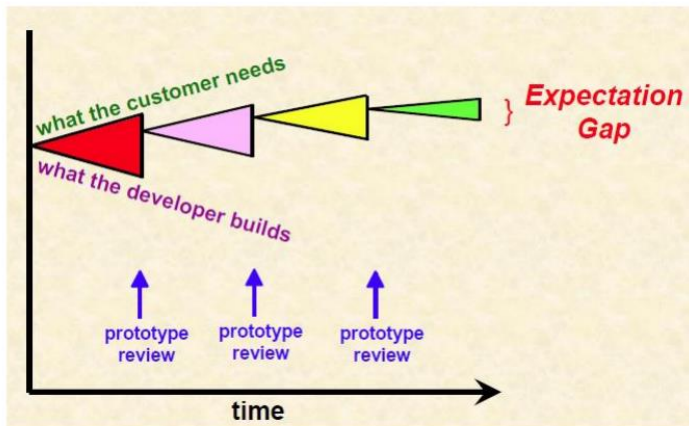 what the customer needs
Expectation
Gap
}
what the developer builds
prototype
review
prototype
review
prototype
review
time